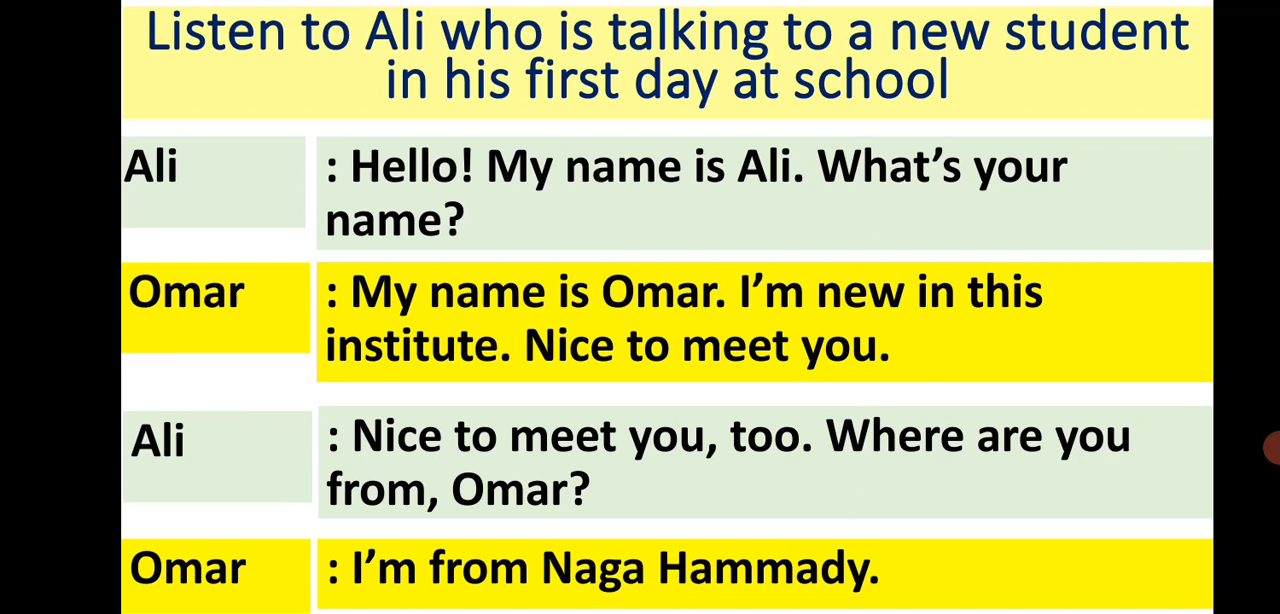 Listen to Ali who is talking to a new student
in his first day at school
Ali : Hello! My name is Ali. What’s your
name?
Omar : My name is Omar. I’m new in this
institute. Nice to meet you.
Ali : Nice to meet you, too. Where are you
from, Omar?
Omar : I’m from Naga Hammady.